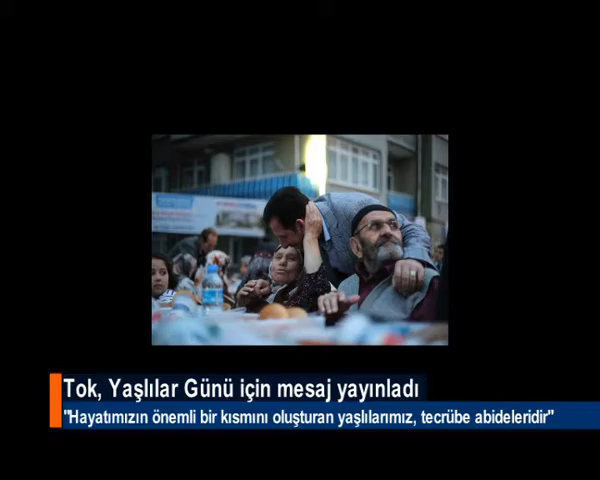 Tok, Yaşlılar Günü için mesaj yayınladı
"Hayatımızın önemli bir kısmını oluşturan yaşlılarımız, tecrübe abideleridir"